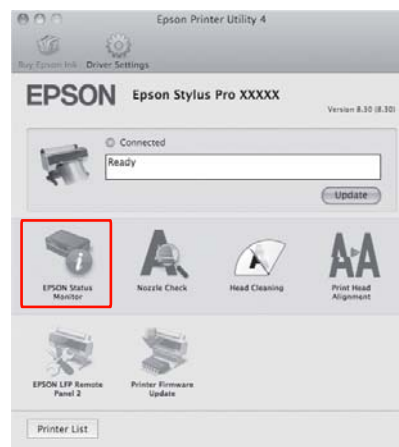 Epson Printer Utility 4
Buy Epson Ink Driver Settings
EPSON Epson Stylus Pro XXXXX
Version 8.30 (8.30)
Connected
Ready
Update
EPSON Status Monitor
Nozzle Check
Head Cleaning
Print Head Alignment
EPSON LFP Remote Panel 2
Printer Firmware Update
Printer List